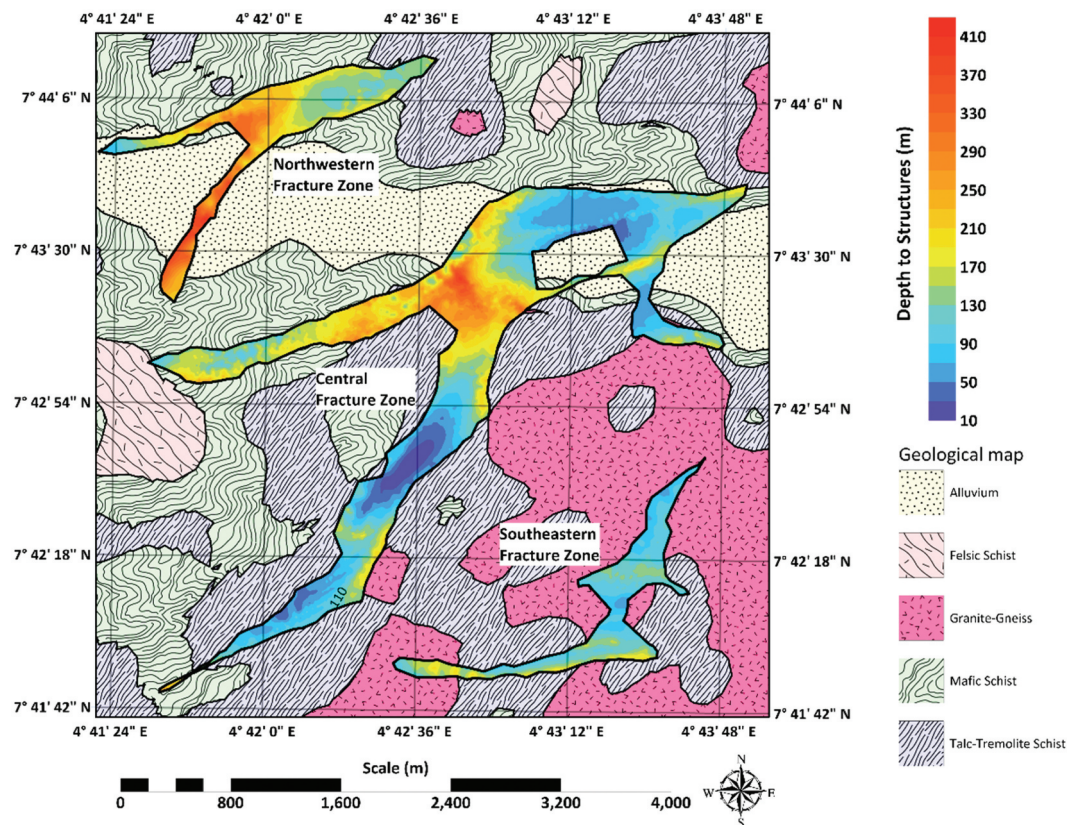 4° 41' 24" E 4° 42' 0" E 4° 42' 36" E 4° 43' 12" E 4° 43' 48" E
7° 44' 6" N
7° 44' 6" N
Northwestern
Fracture Zone
7° 43' 30" N
7° 43' 30" N
Central
Fracture Zone
7° 42' 54" N
7° 42' 54" N
Southeastern
Fracture Zone
7° 42' 18" N
7° 42' 18" N
110
7° 41' 42" N
7° 41' 42" N
4° 41' 24" E 4° 42' 0" E 4° 42' 36" E 4° 43' 12" E 4° 43' 48" E
Scale (m)
0 800 1,600 2,400 3,200 4,000
N
W E
S
Depth to Structures (m)
410
370
330
290
250
210
170
130
90
50
10
Geological map
Alluvium
Felsic Schist
Granite-Gneiss
Mafic Schist
Talc-Tremolite Schist